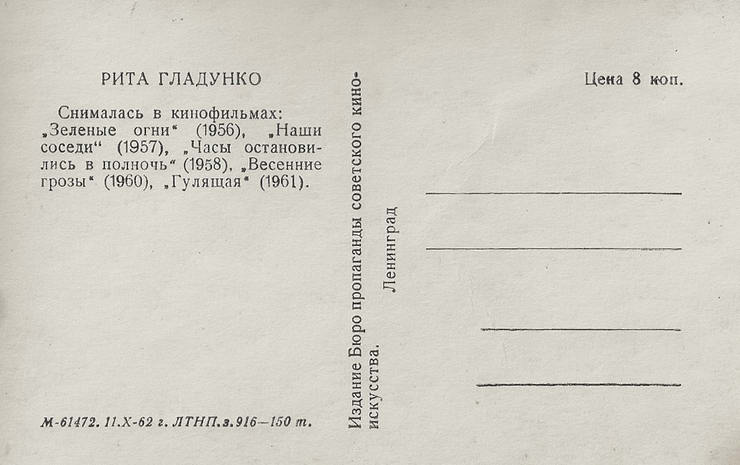 РИТА ГЛАДУНКО
Снималась в кинофильмах:
„Зеленые огни“ (1956), „Наши
соседи“ (1957), „Часы останови-
лись в полночь“ (1958), „Весенние
грозы“ (1960), „Гулящая“ (1961).
М-61472. 11.X-62 г. ЛТНП.з.916—150 т.
Издание Бюро пропаганды советского кино-
искусства.
Ленинград
Цена 8 коп.